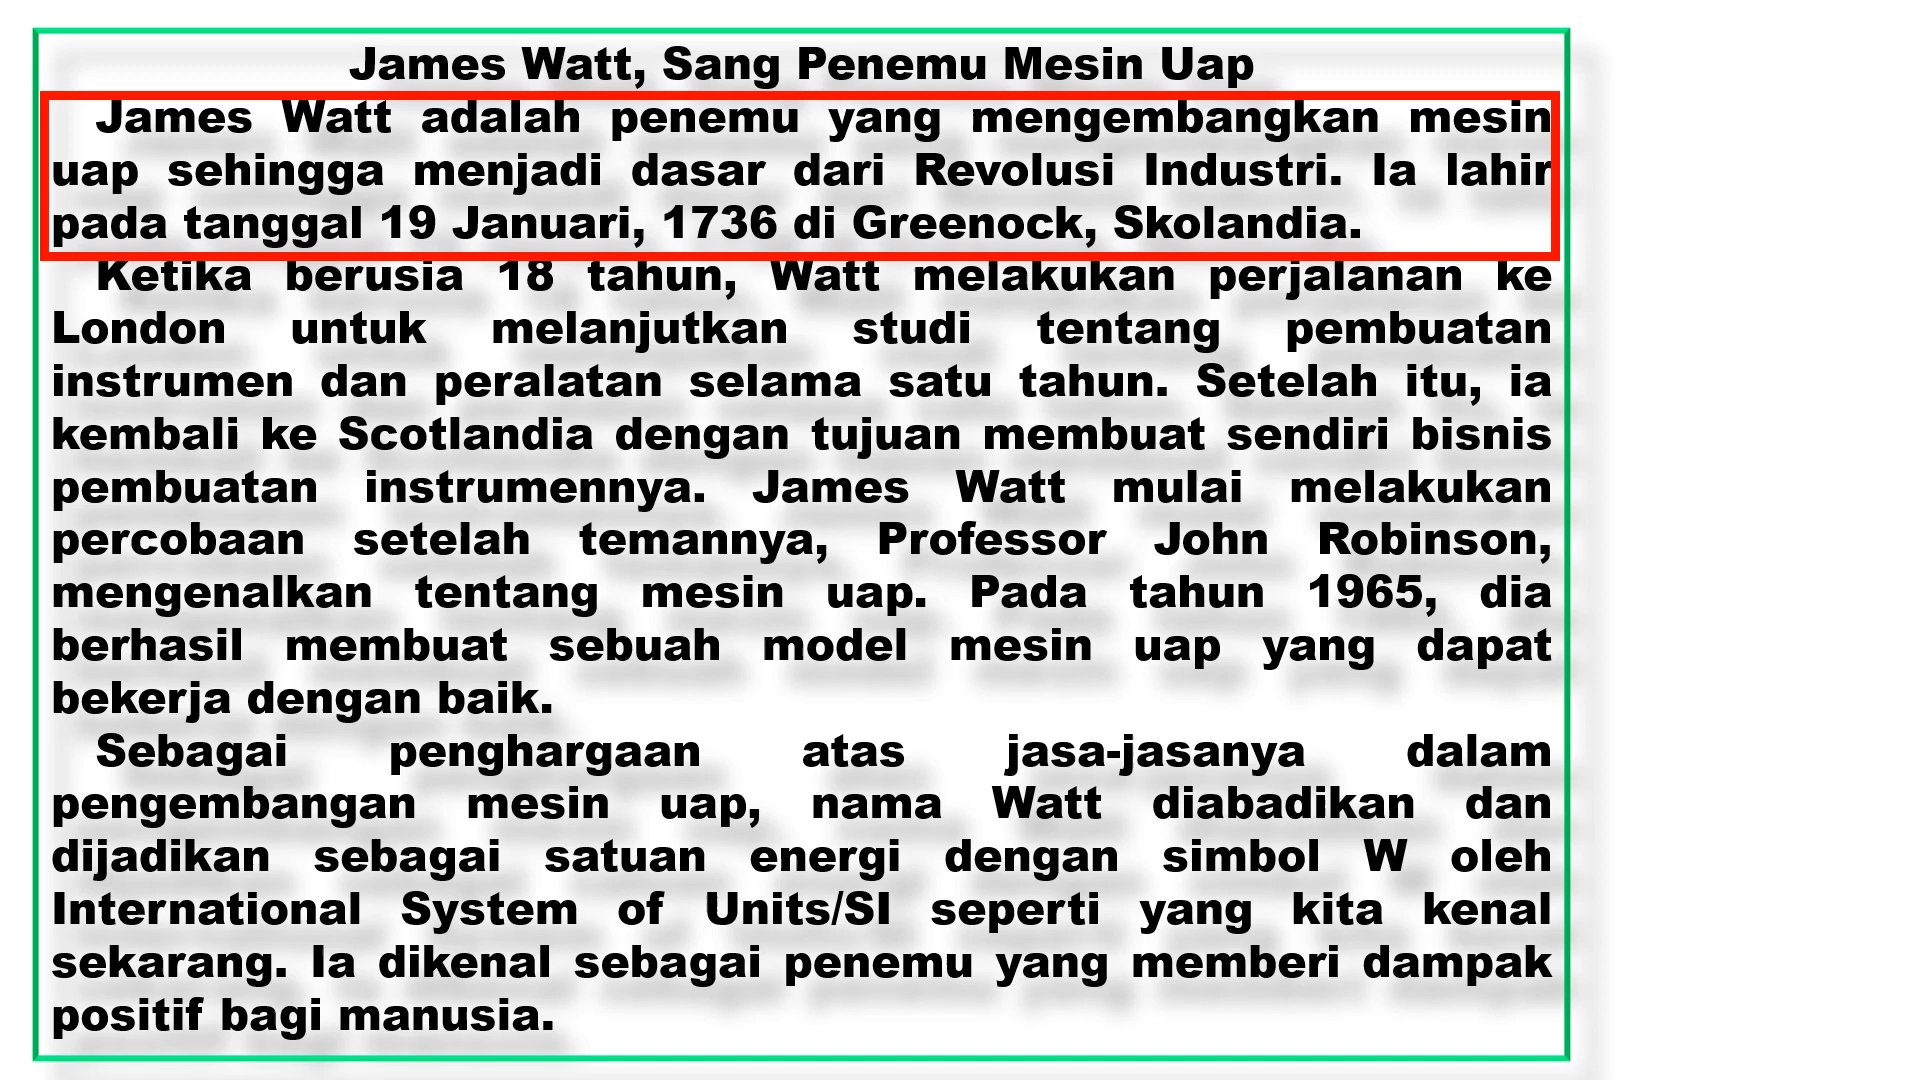 James Watt, Sang Penemu Mesin Uap
James Watt adalah penemu yang mengembangkan mesin
uap sehingga menjadi dasar dari Revolusi Industri. Ia lahir
pada tanggal 19 Januari, 1736 di Greenock, Skolandia.
Ketika berusia 18 tahun, Watt melakukan perjalanan ke
London untuk melanjutkan studi tentang pembuatan
instrumen dan peralatan selama satu tahun. Setelah itu, ia
kembali ke Scotlandia dengan tujuan membuat sendiri bisnis
pembuatan instrumennya. James Watt mulai melakukan
percobaan setelah temannya, Professor John Robinson,
mengenalkan tentang mesin uap. Pada tahun 1965, dia
berhasil membuat sebuah model mesin uap yang dapat
bekerja dengan baik.
Sebagai penghargaan atas jasa-jasanya dalam
pengembangan mesin uap, nama Watt diabadikan dan
dijadikan sebagai satuan energi dengan simbol W oleh
International System of Units/SI seperti yang kita kenal
sekarang. Ia dikenal sebagai penemu yang memberi dampak
positif bagi manusia.